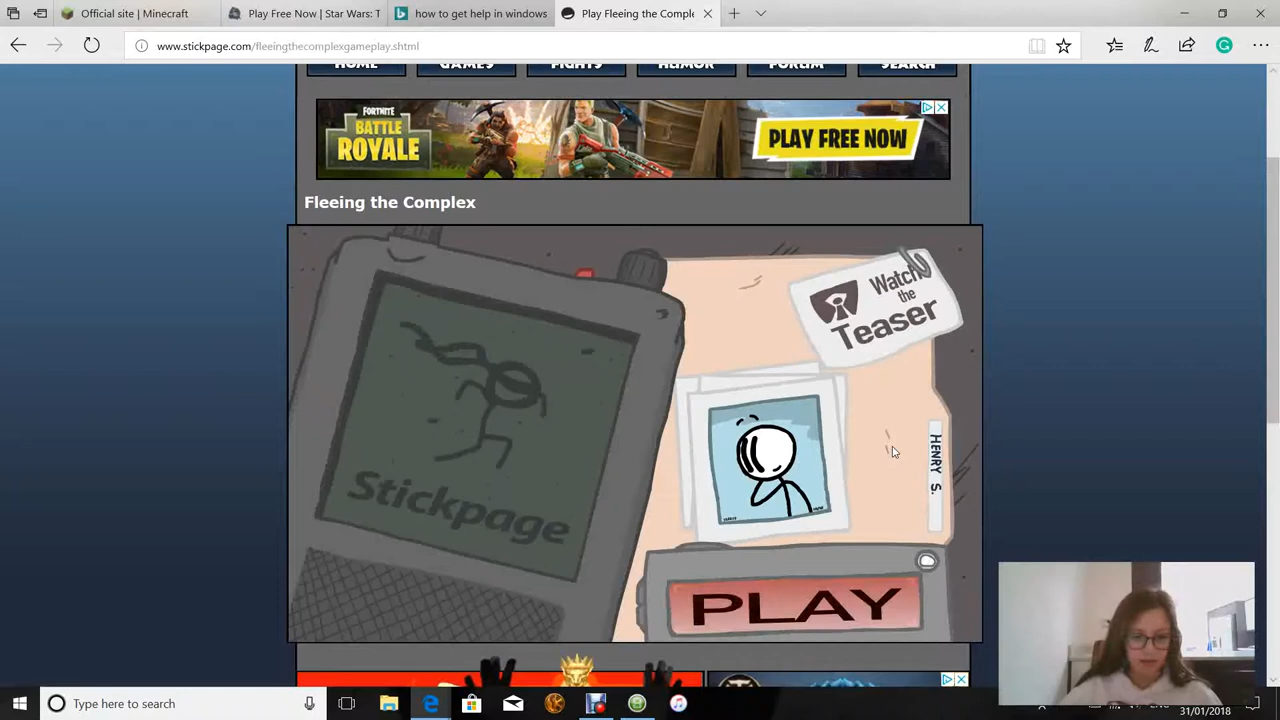 Official site | Minecraft
Play Free Now | Star Wars: T
how to get help in windows
Play Fleeing the Comple
www.stickpage.com/fleeingthecomplexgameplay.shtml
HOME
GAMES
FIGHTS
HUMOR
FORUM
SEARCH
FORTNITE
BATTLE
ROYALE
PLAY FREE NOW
Fleeing the Complex
Watch
the
Teaser
Stickpage
HENRY S.
PLAY
Type here to search
31/01/2018